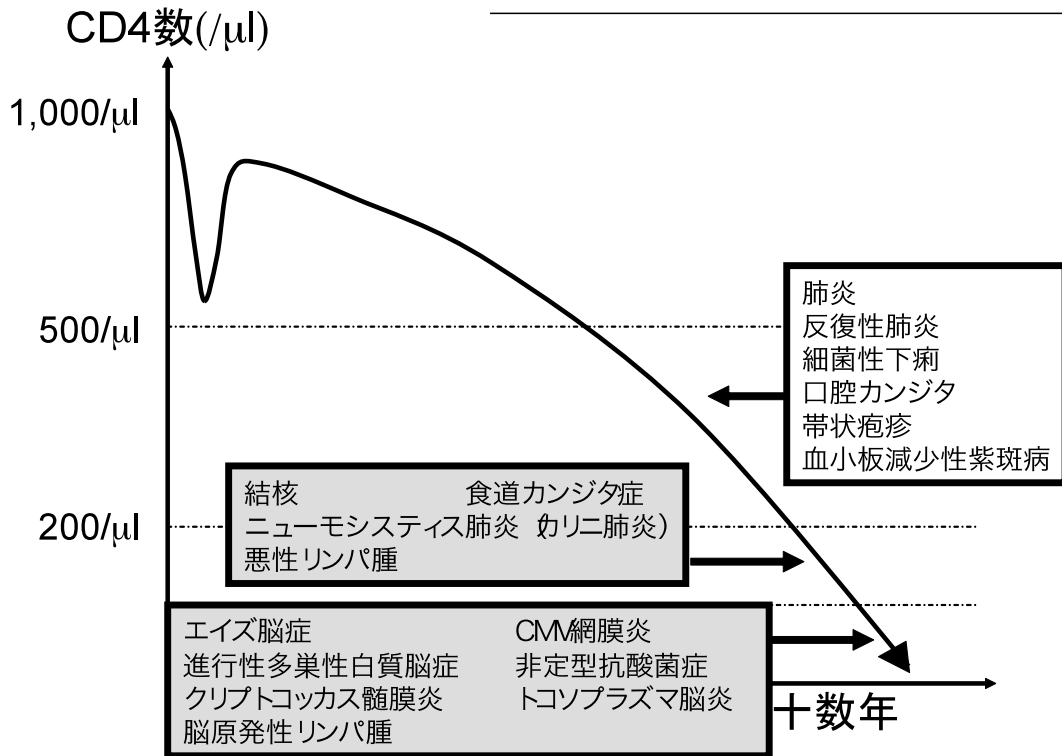 CD4数(/μl)
1,000/μl
500/μl
200/μl
肺炎
反復性肺炎
細菌性下痢
口腔カンジタ
帯状疱疹
血小板減少性紫斑病
結核 食道カンジタ症
ニューモシスティス肺炎（カリニ肺炎）
悪性リンパ腫
エイズ脳症 CMV網膜炎
進行性多巣性白質脳症 非定型抗酸菌症
クリプトコッカス髄膜炎 トコソプラズマ脳炎
脳原発性リンパ腫
十数年